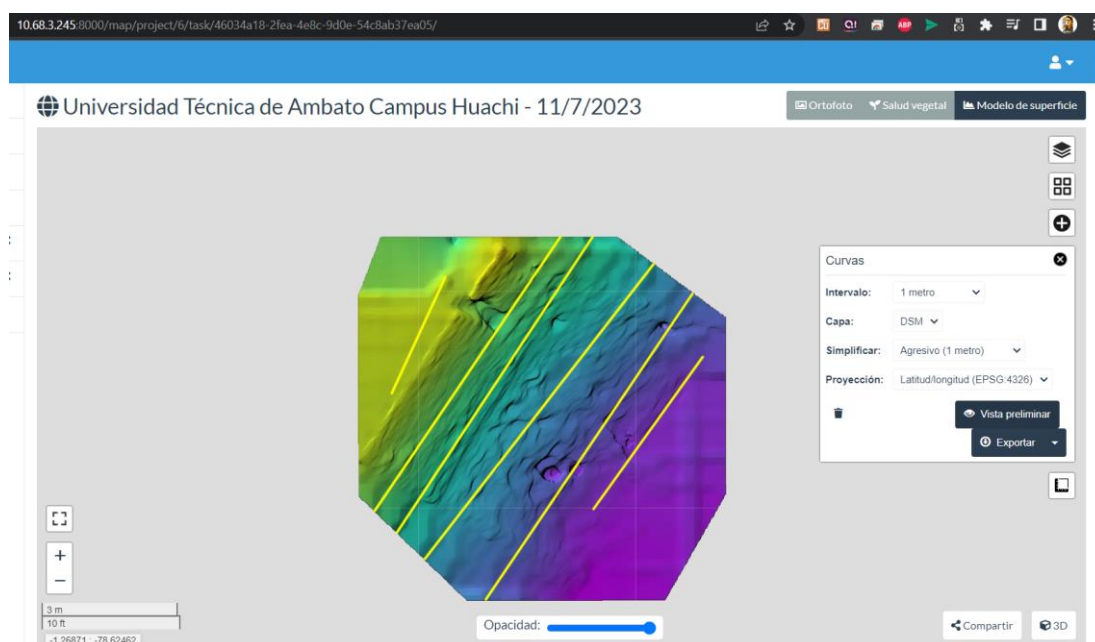 10.68.3.245:8000/map/project/6/task/46034a18-2fea-4e8c-9d0e-54c8ab37ea05/
Universidad Técnica de Ambato Campus Huachi - 11/7/2023
Ortofoto Salud vegetal Modelo de superficie
Curvas
Intervalo: 1 metro
Capa: DSM
Simplificar: Agresivo (1 metro)
Proyección: Latitud/longitud (EPSG:4326)
Vista preliminar
Exportar
+
−
3 m
10 ft
-1.26871 : -78.62462
Opacidad:
Compartir 3D